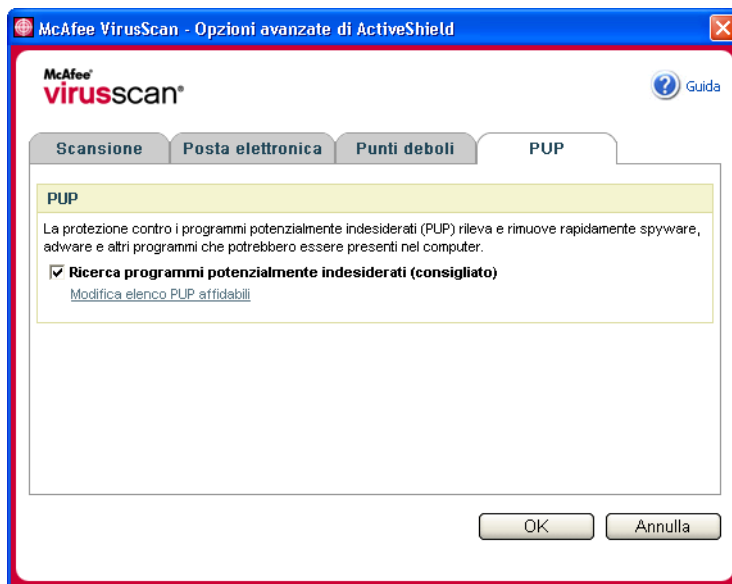 McAfee VirusScan - Opzioni avanzate di ActiveShield
McAfee®
virusscan®
? Guida
Scansione Posta elettronica Punti deboli PUP
PUP
La protezione contro i programmi potenzialmente indesiderati (PUP) rileva e rimuove rapidamente spyware,
adware e altri programmi che potrebbero essere presenti nel computer.
Ricerca programmi potenzialmente indesiderati (consigliato)
Modifica elenco PUP affidabili
OK Annulla